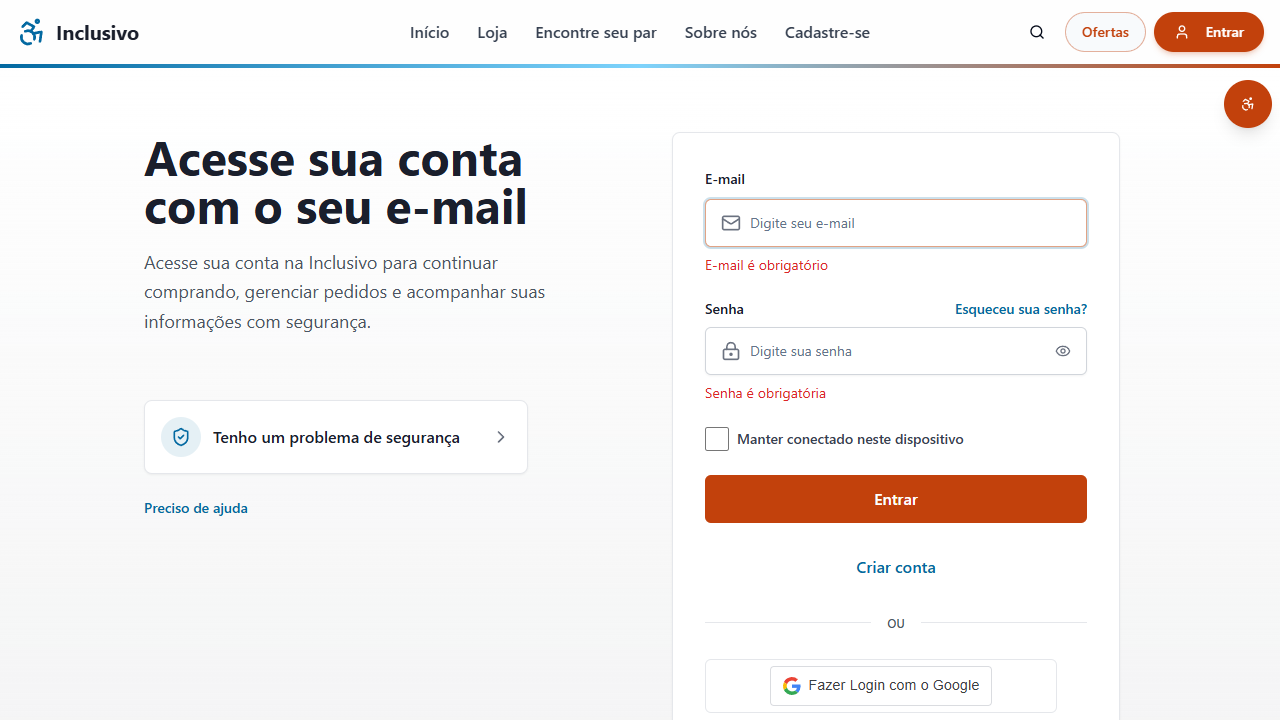 Inclusivo
Início
Loja
Encontre seu par
Sobre nós
Cadastre-se
Ofertas
Entrar
Acesse sua conta
com o seu e-mail
Acesse sua conta na Inclusivo para continuar
comprando, gerenciar pedidos e acompanhar suas
informações com segurança.
Tenho um problema de segurança
Preciso de ajuda
E-mail
Digite seu e-mail
E-mail é obrigatório
Senha
Esqueceu sua senha?
Digite sua senha
Senha é obrigatória
Manter conectado neste dispositivo
Entrar
Criar conta
OU
Fazer Login com o Google